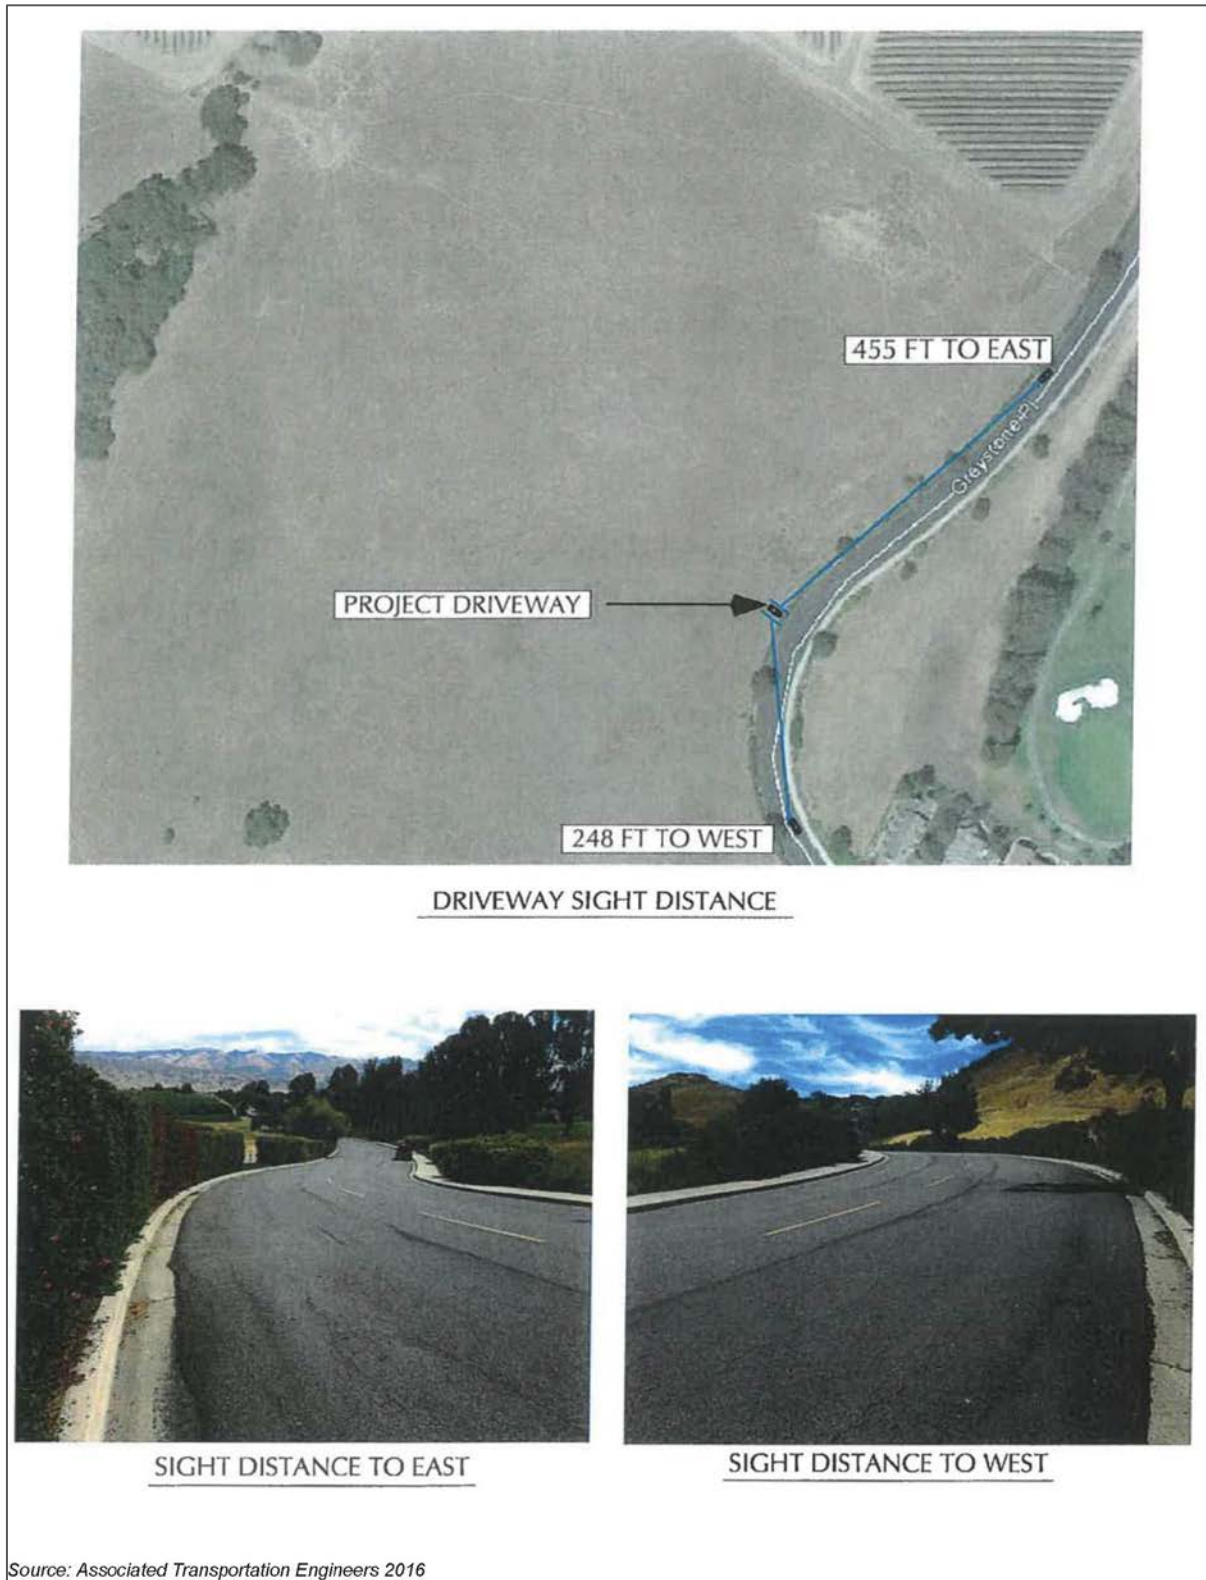 455 FT TO EAST
Greystone Pl
PROJECT DRIVEWAY
248 FT TO WEST
DRIVEWAY SIGHT DISTANCE
SIGHT DISTANCE TO EAST
SIGHT DISTANCE TO WEST
Source: Associated Transportation Engineers 2016